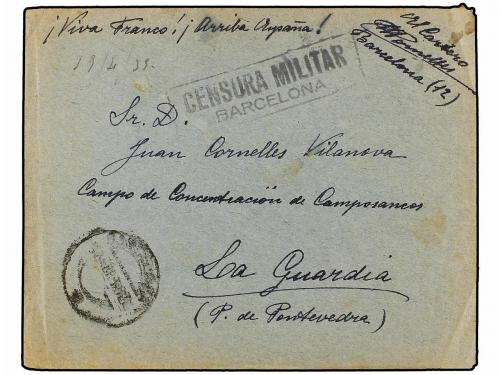 ¡Viva Franco! ¡Arriba España!
CENSURA MILITAR
BARCELONA
Barcelona (12)
Sr. D.
Juan Cornelles Vilanova
Campo de Concentración de Camposancos
La Guardia
(P. de Pontevedra)